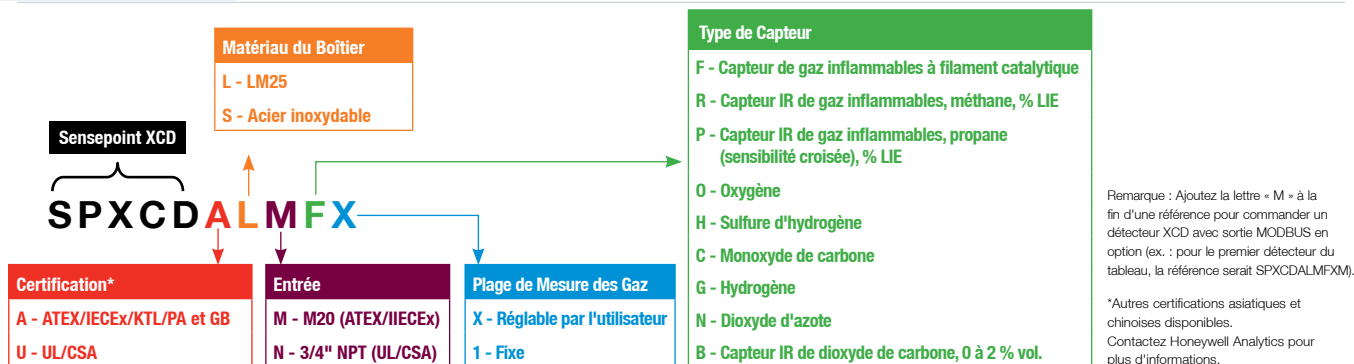 Matériau du Boîtier
L - LM25
S - Acier inoxydable
Sensepoint XCD
SPXCDALMFX
Certification*
A - ATEX/IECEx/KTL/PA et GB
U - UL/CSA
Entrée
M - M20 (ATEX/IIECEx)
N - 3/4" NPT (UL/CSA)
Plage de Mesure des Gaz
X - Réglable par l'utilisateur
1 - Fixe
Type de Capteur
F - Capteur de gaz inflammables à filament catalytique
R - Capteur IR de gaz inflammables, méthane, % LIE
P - Capteur IR de gaz inflammables, propane
(sensibilité croisée), % LIE
O - Oxygène
H - Sulfure d'hydrogène
C - Monoxyde de carbone
G - Hydrogène
N - Dioxyde d'azote
B - Capteur IR de dioxyde de carbone, 0 à 2 % vol.
Remarque : Ajoutez la lettre « M » à la
fin d'une référence pour commander un
détecteur XCD avec sortie MODBUS en
option (ex. : pour le premier détecteur du
tableau, la référence serait SPXCDALMFXM).
*Autres certifications asiatiques et
chinoises disponibles.
Contactez Honeywell Analytics pour
plus d'informations.